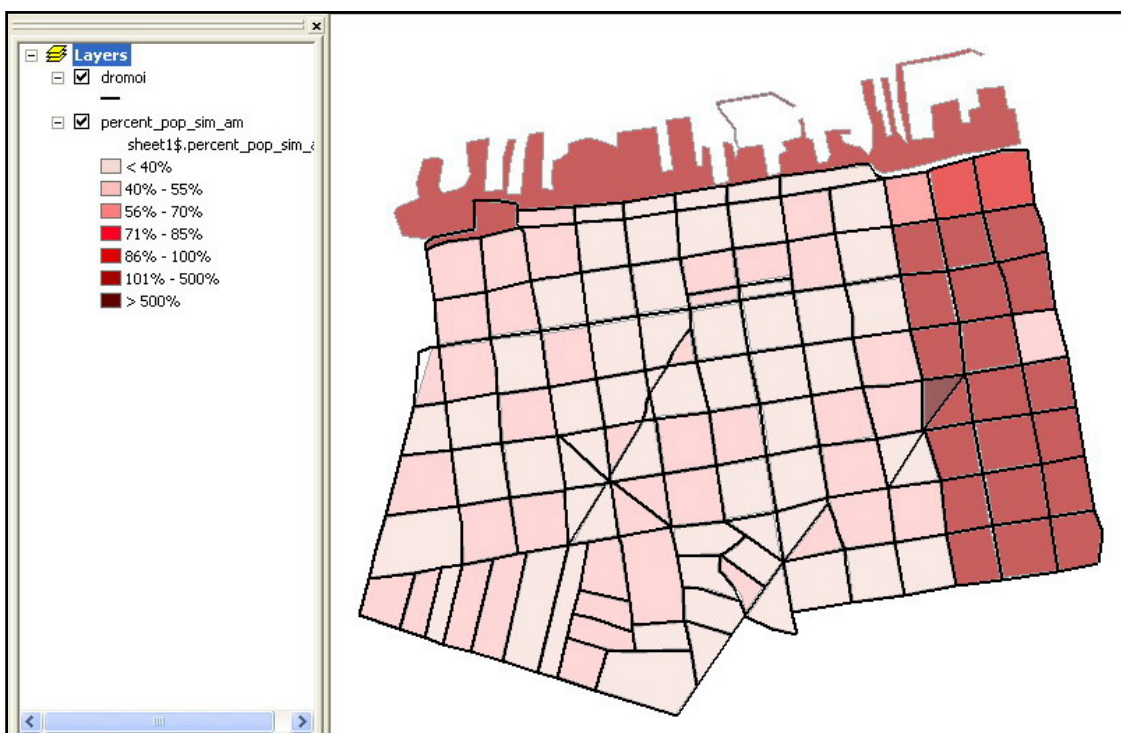 Layers
dromoi
percent_pop_sim_am
sheet1$.percent_pop_sim_a
< 40%
40% - 55%
56% - 70%
71% - 85%
86% - 100%
101% - 500%
> 500%